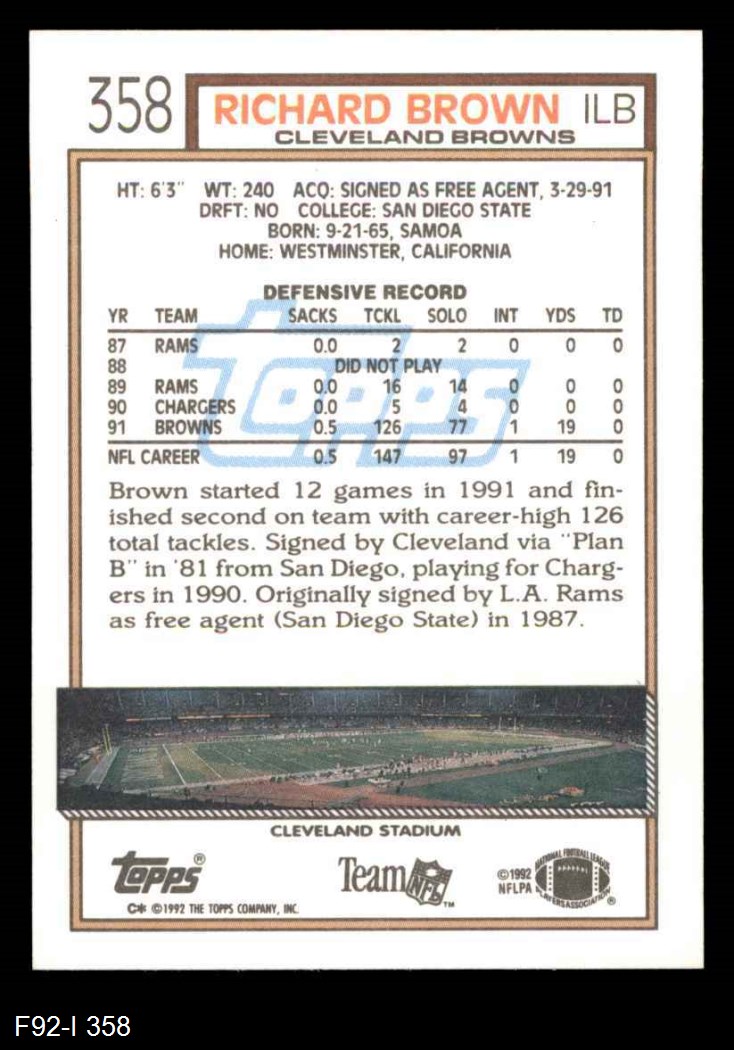 358
RICHARD BROWN ILB
CLEVELAND BROWNS
HT: 6'3" WT: 240 ACQ: SIGNED AS FREE AGENT, 3-29-91
DRFT: NO COLLEGE: SAN DIEGO STATE
BORN: 9-21-65, SAMOA
HOME: WESTMINSTER, CALIFORNIA
DEFENSIVE RECORD
YR TEAM SACKS TCKL SOLO INT YDS TD
87 RAMS 0.0 2 2 0 0 0
88 DID NOT PLAY
89 RAMS 0.0 16 14 0 0 0
90 CHARGERS 0.0 5 4 0 0 0
91 BROWNS 0.5 126 77 1 19 0
NFL CAREER 0.5 147 97 1 19 0
Topps
Brown started 12 games in 1991 and fin-
ished second on team with career-high 126
total tackles. Signed by Cleveland via "Plan
B" in '81 from San Diego, playing for Charg-
ers in 1990. Originally signed by L.A. Rams
as free agent (San Diego State) in 1987.
CLEVELAND STADIUM
Topps®
Team NFL™
©1992
NFLPA
NATIONAL FOOTBALL LEAGUE
PLAYERS ASSOCIATION ®
C* ©1992 THE TOPPS COMPANY, INC.
F92-I 358